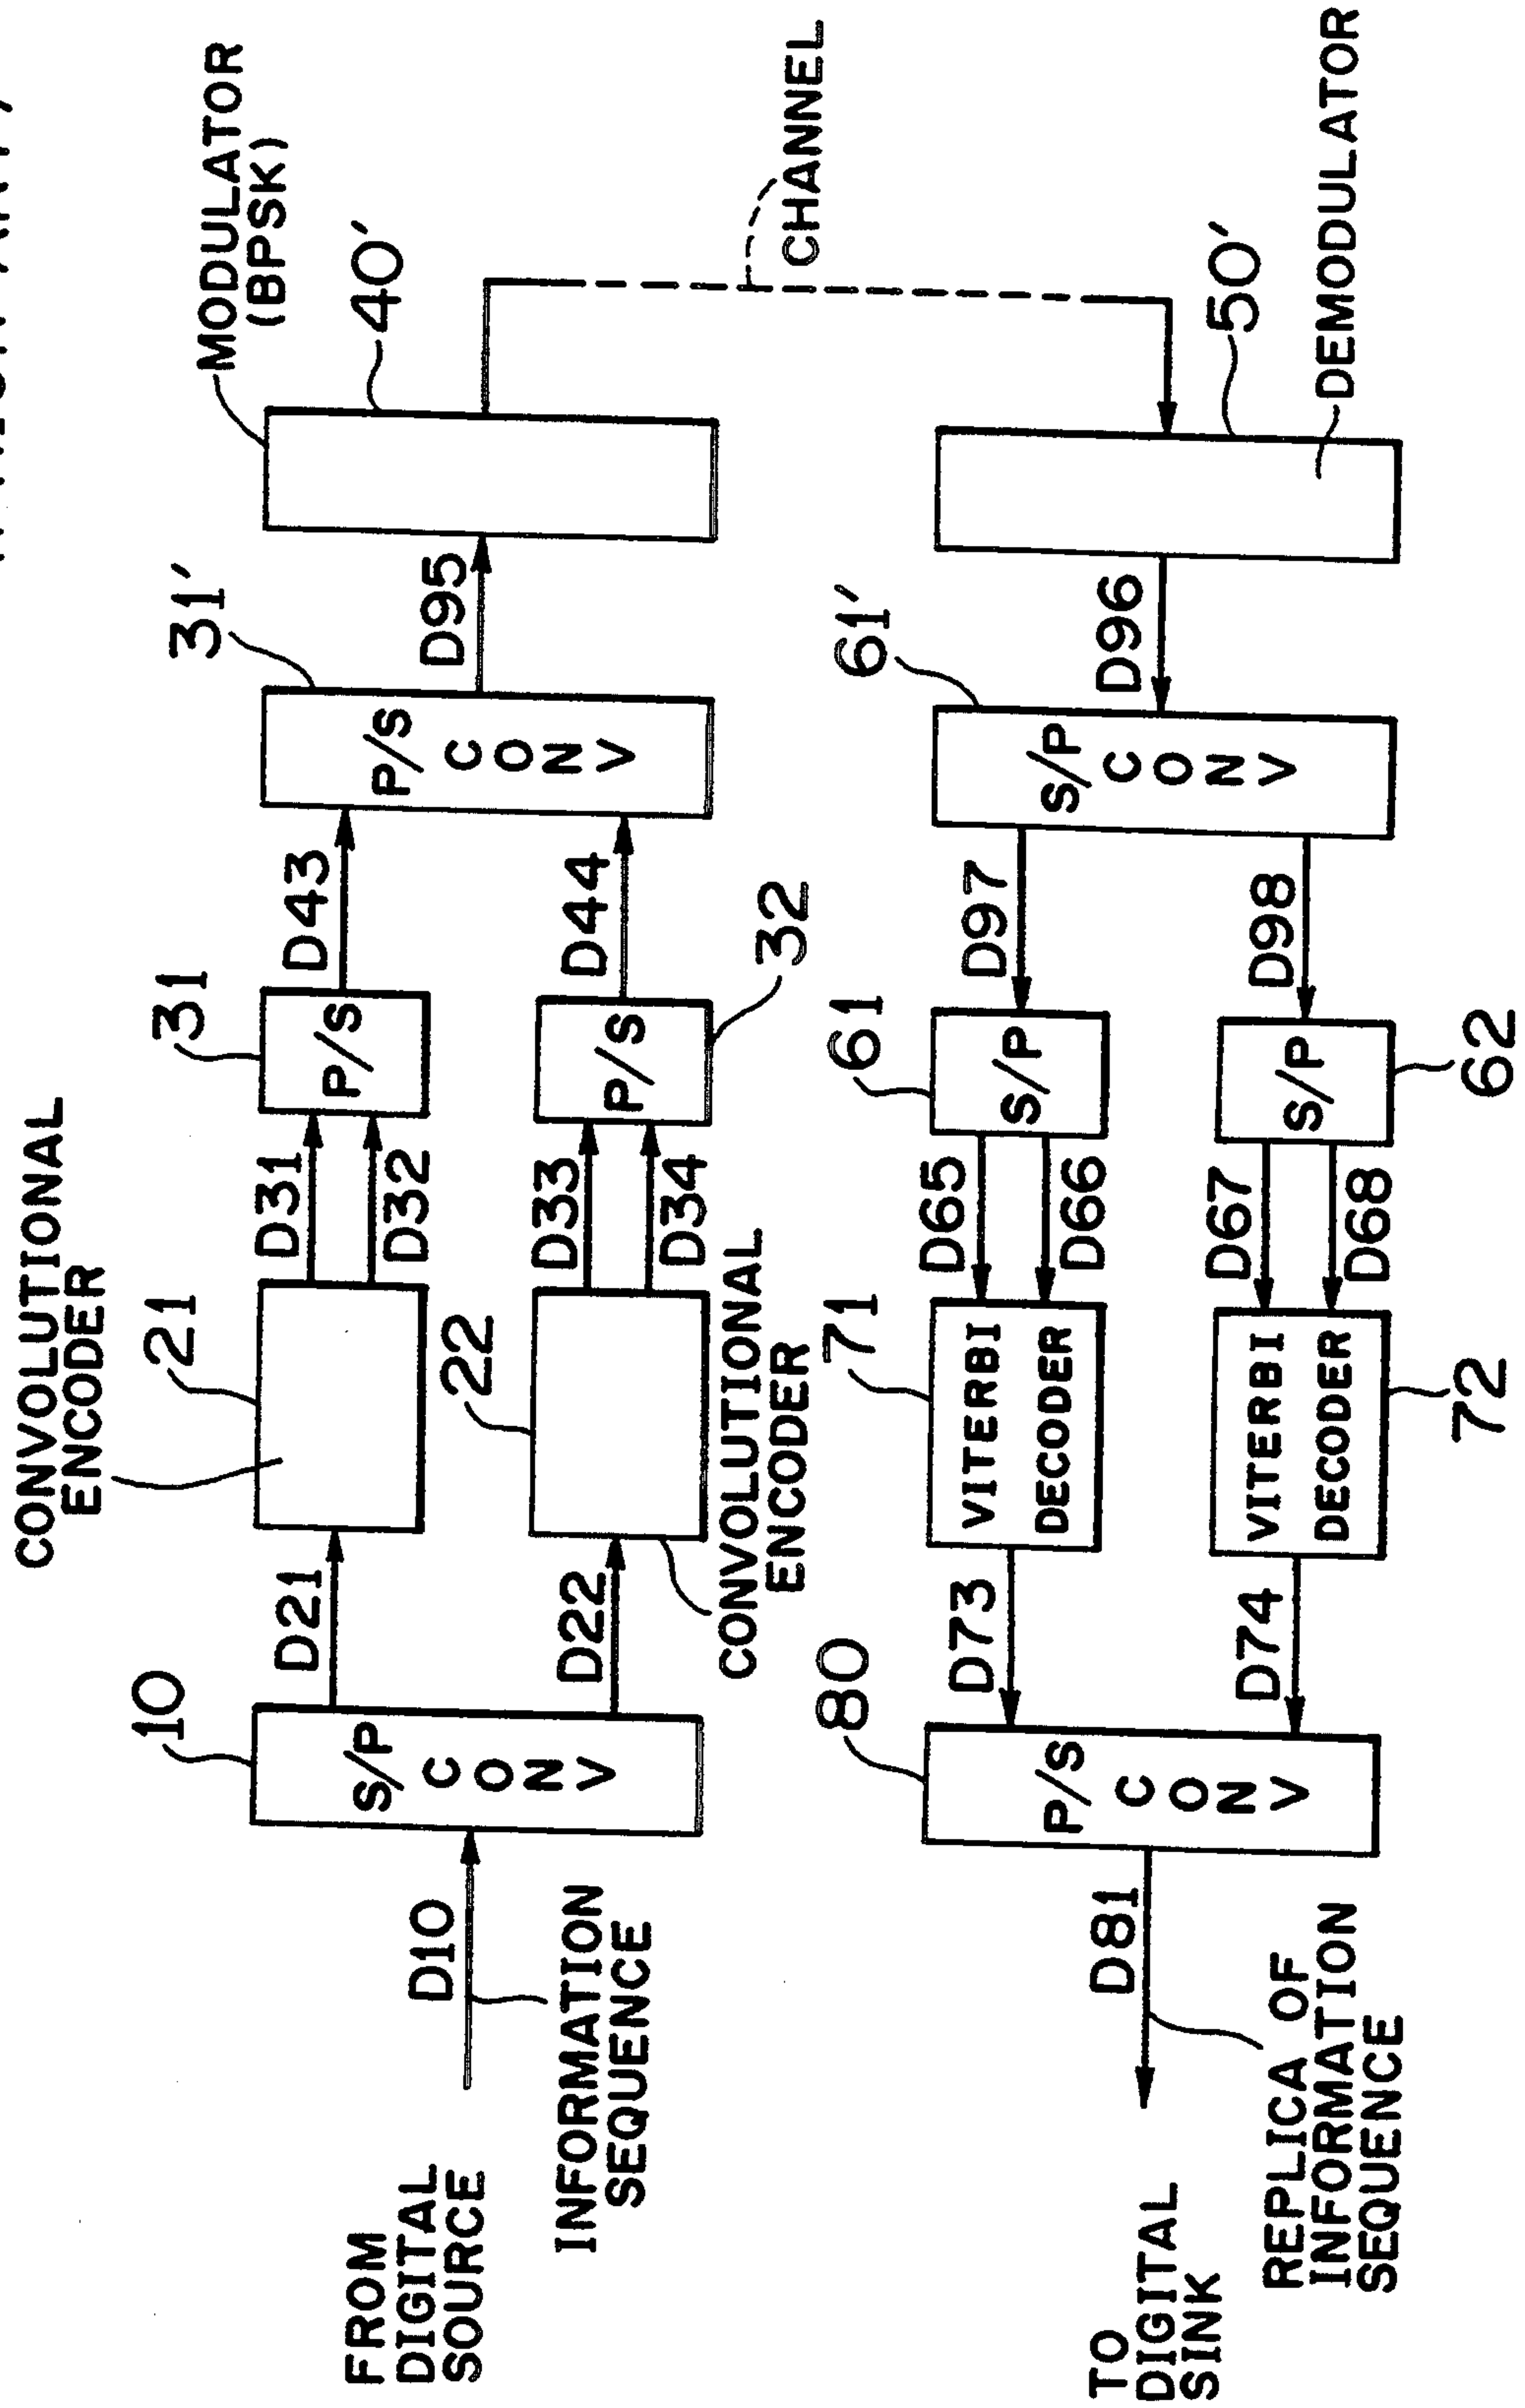 MODULATOR
(BPSK)
40'
CHANNEL
31'
P/S
CONV
D95
D43
D44
31
P/S
32
P/S
CONVOLUTIONAL
ENCODER
21
D31
D32
22
D33
D34
CONVOLUTIONAL
ENCODER
D21
D22
10
S/P
CONV
D10
INFORMATION
SEQUENCE
FROM
DIGITAL
SOURCE
50'
DEMODULATOR
D96
61'
S/P
CONV
D97
D98
61
S/P
62
S/P
D65
D66
D67
D68
71
VITERBI
DECODER
72
VITERBI
DECODER
D73
D74
80
P/S
CONV
D81
REPLICA OF
INFORMATION
SEQUENCE
TO
DIGITAL
SINK